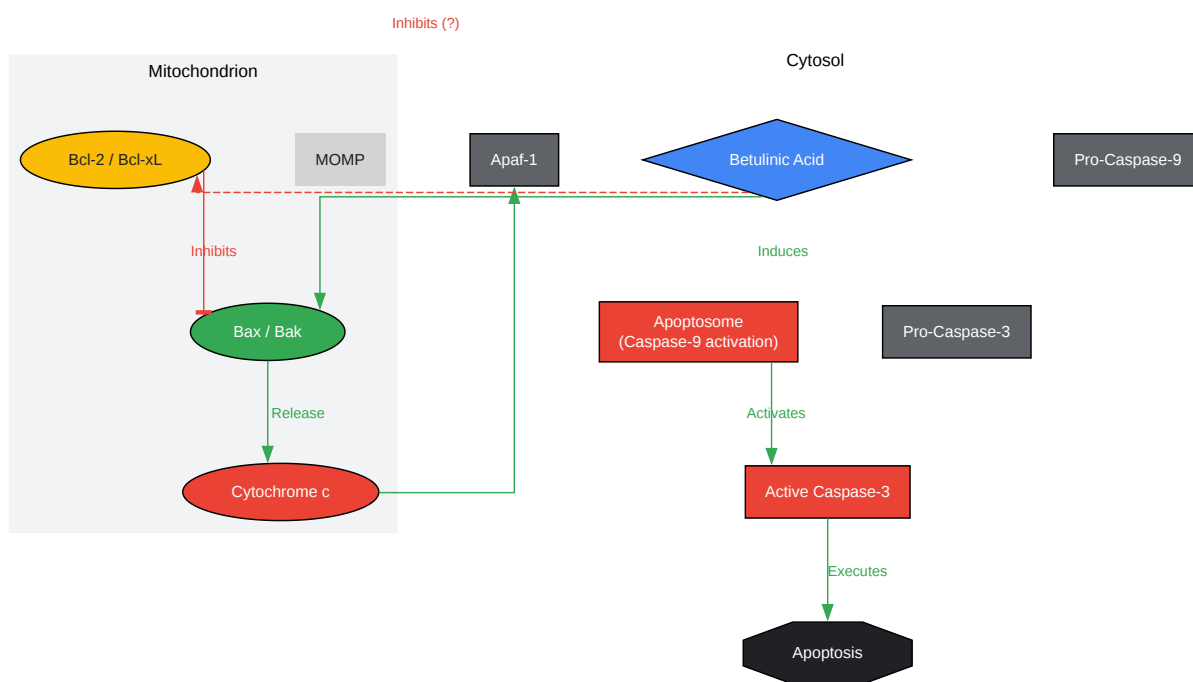 Inhibits (?)
Mitochondrion
Cytosol
Bcl-2 / Bcl-xL
MOMP
Apaf-1
Betulinic Acid
Pro-Caspase-9
Inhibits
Induces
Bax / Bak
Apoptosome
(Caspase-9 activation)
Pro-Caspase-3
Release
Activates
Cytochrome c
Active Caspase-3
Executes
Apoptosis